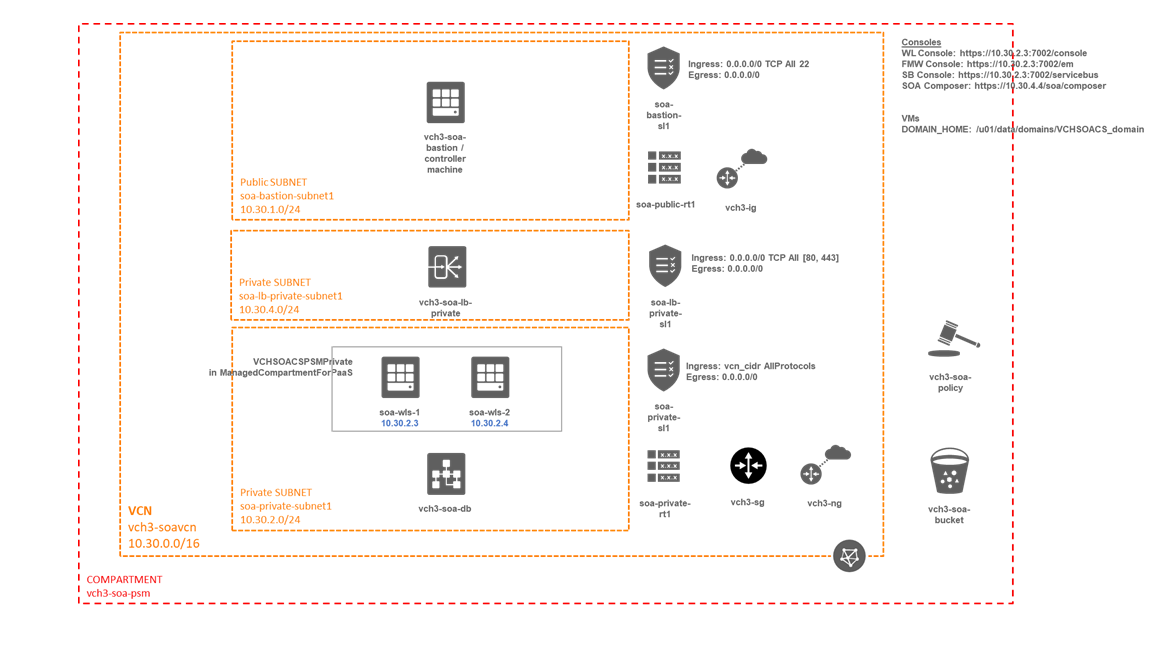 Consoles
WL Console: https://10.30.2.3:7002/console
FMW Console: https://10.30.2.3:7002/em
SB Console: https://10.30.2.3:7002/servicebus
SOA Composer: https://10.30.4.4/soa/composer
VMs
DOMAIN_HOME: /u01/data/domains/VCHSOACS_domain
Ingress: 0.0.0.0/0 TCP All 22
Egress: 0.0.0.0/0
soa-
bastion-
sl1
vch3-soa-
bastion /
controller
machine
Public SUBNET
soa-bastion-subnet1
10.30.1.0/24
x.x.x
x.x.x
x.x.x
soa-public-rt1
vch3-ig
Ingress: 0.0.0.0/0 TCP All [80, 443]
Egress: 0.0.0.0/0
soa-lb-
private-
sl1
Private SUBNET
soa-lb-private-subnet1
10.30.4.0/24
vch3-soa-lb-
private
VCHSOACSPSMPrivate
in ManagedCompartmentForPaaS
soa-wls-1
10.30.2.3
soa-wls-2
10.30.2.4
Ingress: vcn_cidr AllProtocols
Egress: 0.0.0.0/0
soa-
private-
sl1
vch3-soa-
policy
Private SUBNET
soa-private-subnet1
10.30.2.0/24
vch3-soa-db
x.x.x
x.x.x
x.x.x
soa-private-
rt1
vch3-sg
vch3-ng
vch3-soa-
bucket
VCN
vch3-soavcn
10.30.0.0/16
COMPARTMENT
vch3-soa-psm